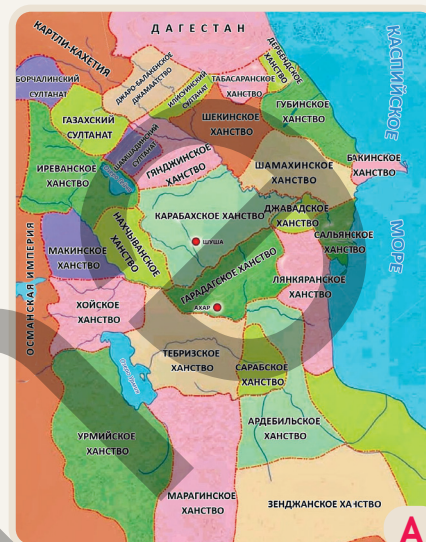 ДАГЕСТАН
КАРТЛИ-КАХЕТИЯ
КАСПИЙСКОЕ
МОРЕ
БОРЧАЛИНСКИЙ
СУЛТАНАТ
ДЖАРО-БАЛАКЕНСКОЕ
ДЖАМААТСТВО
ИЛИСУИНСКИЙ
СУЛТАНАТ
ТАБАСАРАНСКОЕ
ХАНСТВО
ДЕРБЕНДСКОЕ
ХАНСТВО
ГУБИНСКОЕ
ХАНСТВО
ГАЗАХСКИЙ
СУЛТАНАТ
ШАМШАДИНСКИЙ
СУЛТАНАТ
ШЕКИНСКОЕ
ХАНСТВО
ИРЕВАНСКОЕ
ХАНСТВО
ГЯНДЖИНСКОЕ
ХАНСТВО
ШАМАХИНСКОЕ
ХАНСТВО
БАКИНСКОЕ
ХАНСТВО
КАРАБАХСКОЕ ХАНСТВО
ШУША
ДЖАВАДСКОЕ
ХАНСТВО
САЛЬЯНСКОЕ
ХАНСТВО
НАХЧЫВАНСКОЕ
ХАНСТВО
МАКИНСКОЕ
ХАНСТВО
ОСМАНСКАЯ ИМПЕРИЯ
ГАРАДАГСКОЕ ХАНСТВО
АХАР
ЛЯНКЯРАНСКОЕ
ХАНСТВО
ХОЙСКОЕ
ХАНСТВО
ТЕБРИЗСКОЕ
ХАНСТВО
САРАБСКОЕ
ХАНСТВО
АРДЕБИЛЬСКОЕ
ХАНСТВО
УРМИЙСКОЕ
ХАНСТВО
МАРАГИНСКОЕ
ХАНСТВО
ЗЕНДЖАНСКОЕ ХАНСТВО
А